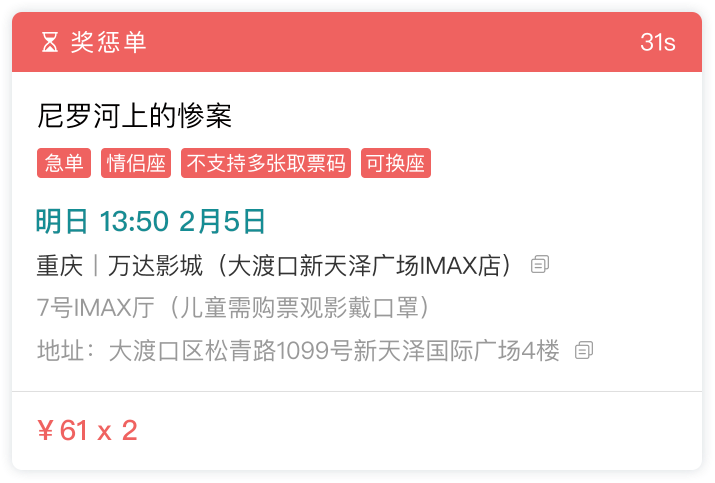 奖惩单 31s
尼罗河上的惨案
急单 情侣座 不支持多张取票码 可换座
明日 13:50 2月5日
重庆｜万达影城（大渡口新天泽广场IMAX店）
7号IMAX厅（儿童需购票观影戴口罩）
地址：大渡口区松青路1099号新天泽国际广场4楼
￥61 x 2